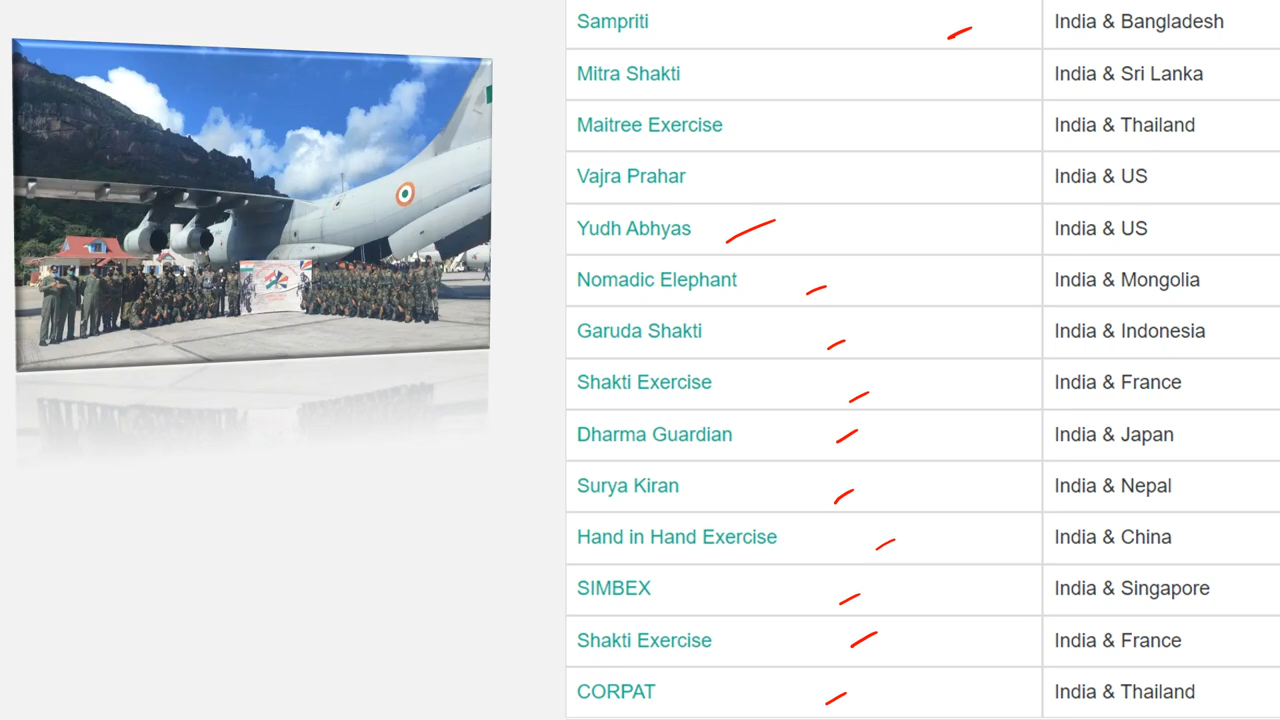 Sampriti India & Bangladesh
Mitra Shakti India & Sri Lanka
Maitree Exercise India & Thailand
Vajra Prahar India & US
Yudh Abhyas India & US
Nomadic Elephant India & Mongolia
Garuda Shakti India & Indonesia
Shakti Exercise India & France
Dharma Guardian India & Japan
Surya Kiran India & Nepal
Hand in Hand Exercise India & China
SIMBEX India & Singapore
Shakti Exercise India & France
CORPAT India & Thailand